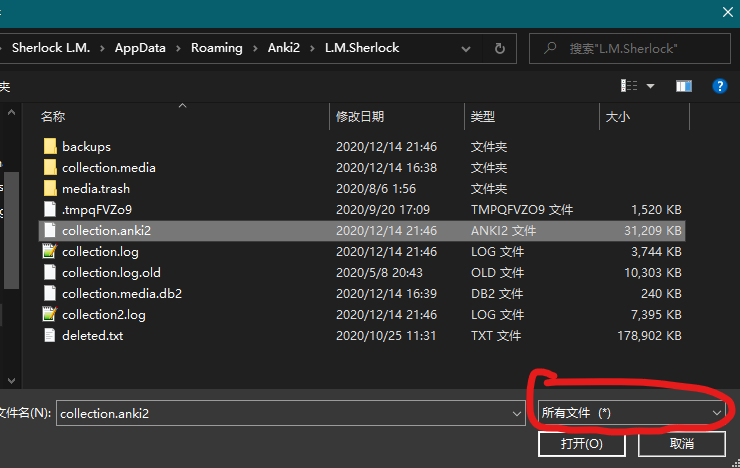 Sherlock L.M. › AppData › Roaming › Anki2 › L.M.Sherlock 搜索"L.M.Sherlock"
夹
名称 修改日期 类型 大小
backups 2020/12/14 21:46 文件夹
collection.media 2020/12/14 16:38 文件夹
media.trash 2020/8/6 1:56 文件夹
.tmpqFVZo9 2020/9/20 17:09 TMPQFVZO9 文件 1,520 KB
collection.anki2 2020/12/14 21:46 ANKI2 文件 31,209 KB
collection.log 2020/12/14 21:46 LOG 文件 3,744 KB
collection.log.old 2020/5/8 20:43 OLD 文件 10,303 KB
collection.media.db2 2020/12/14 16:39 DB2 文件 240 KB
collection2.log 2020/12/14 21:46 LOG 文件 7,395 KB
deleted.txt 2020/10/25 11:31 TXT 文件 178,902 KB
文件名(N): collection.anki2 所有文件 (*)
打开(O) 取消